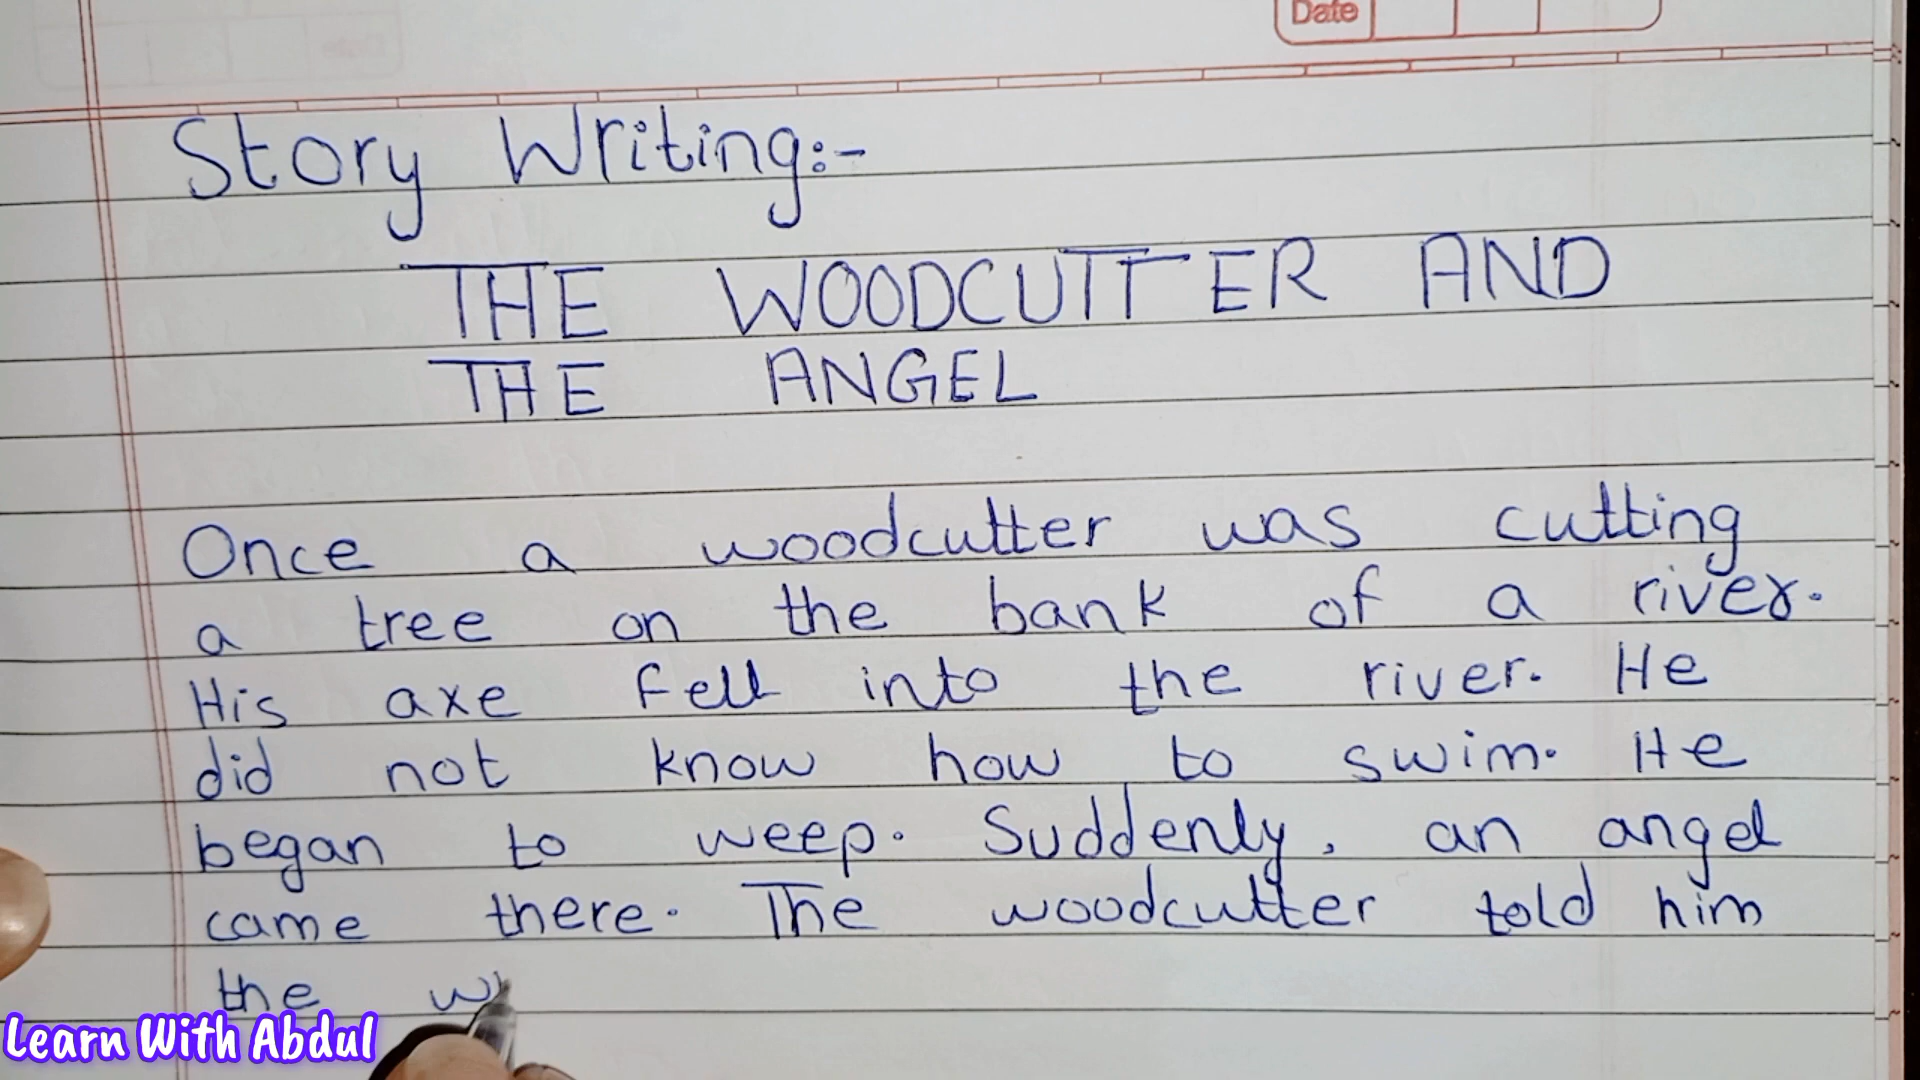 Date
Story Writing:-
THE WOODCUTTER AND
THE ANGEL
Once a woodcutter was cutting
a tree on the bank of a river.
His axe fell into the river. He
did not know how to swim. He
began to weep. Suddenly, an angel
came there. The woodcutter told him
the
Learn With Abdul